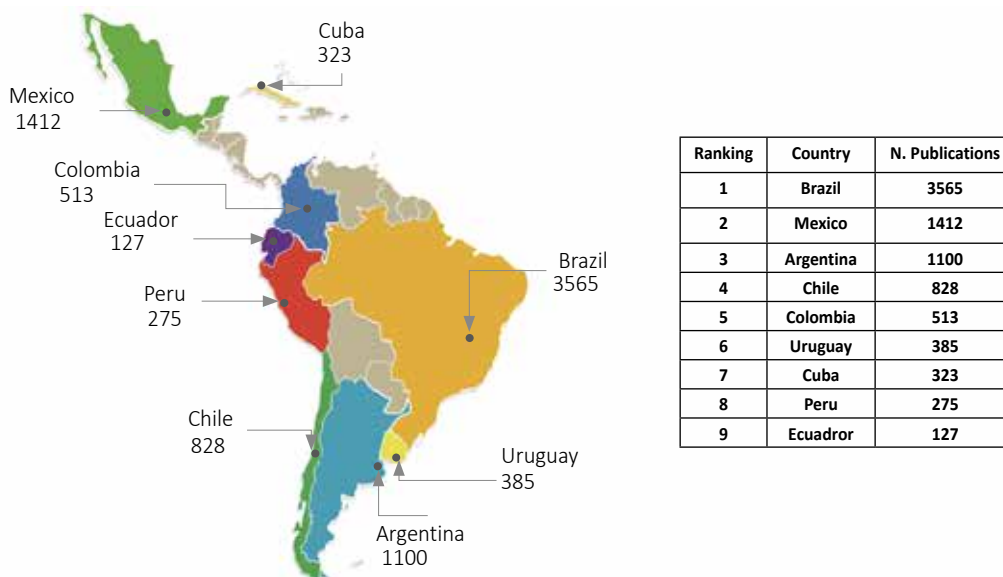 Cuba
323
Mexico
1412
Colombia
513
Ecuador
127
Peru
275
Brazil
3565
Chile
828
Uruguay
385
Argentina
1100
Ranking Country N. Publications
1 Brazil 3565
2 Mexico 1412
3 Argentina 1100
4 Chile 828
5 Colombia 513
6 Uruguay 385
7 Cuba 323
8 Peru 275
9 Ecuadror 127